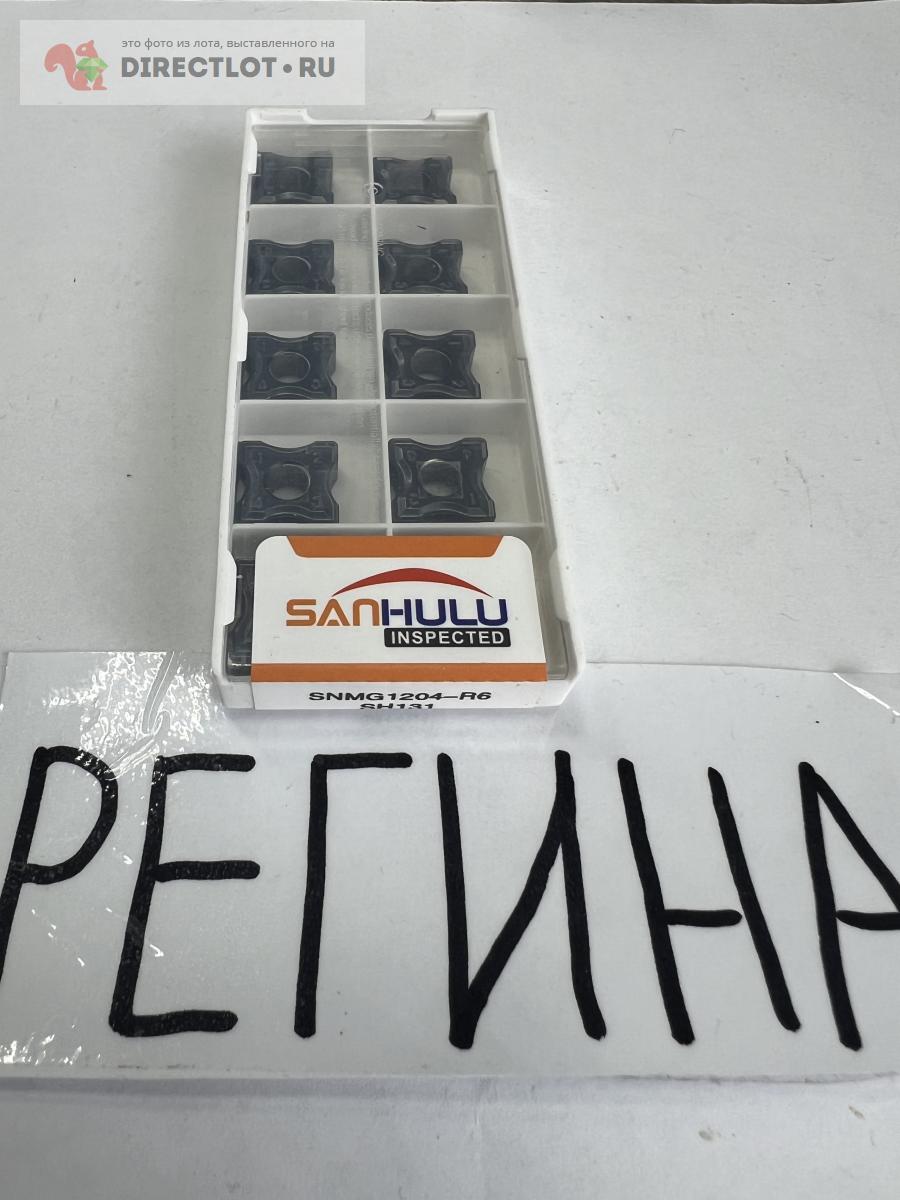 это фото из лота, выставленного на
DIRECTLOT•RU
SANHULU
INSPECTED
SNMG1204-R6
SH131
РЕГИНА